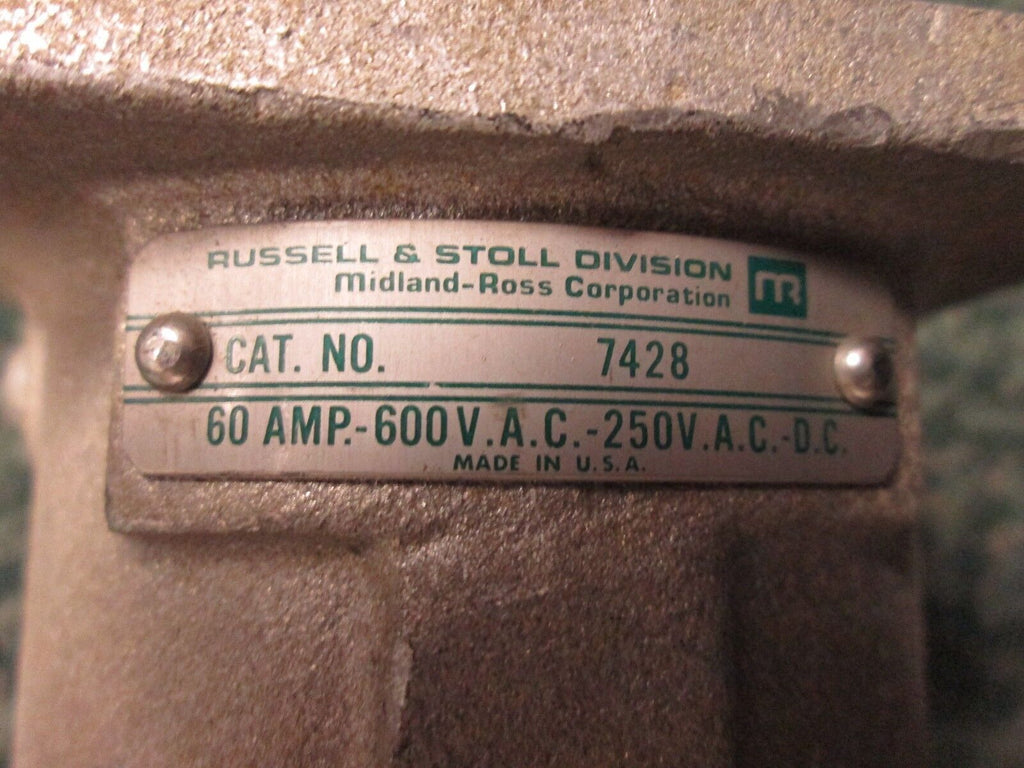 RUSSELL & STOLL DIVISION
Midland-Ross Corporation
MR
CAT. NO. 7428
60 AMP.-600V.A.C.-250V.A.C.-D.C.
MADE IN U.S.A.